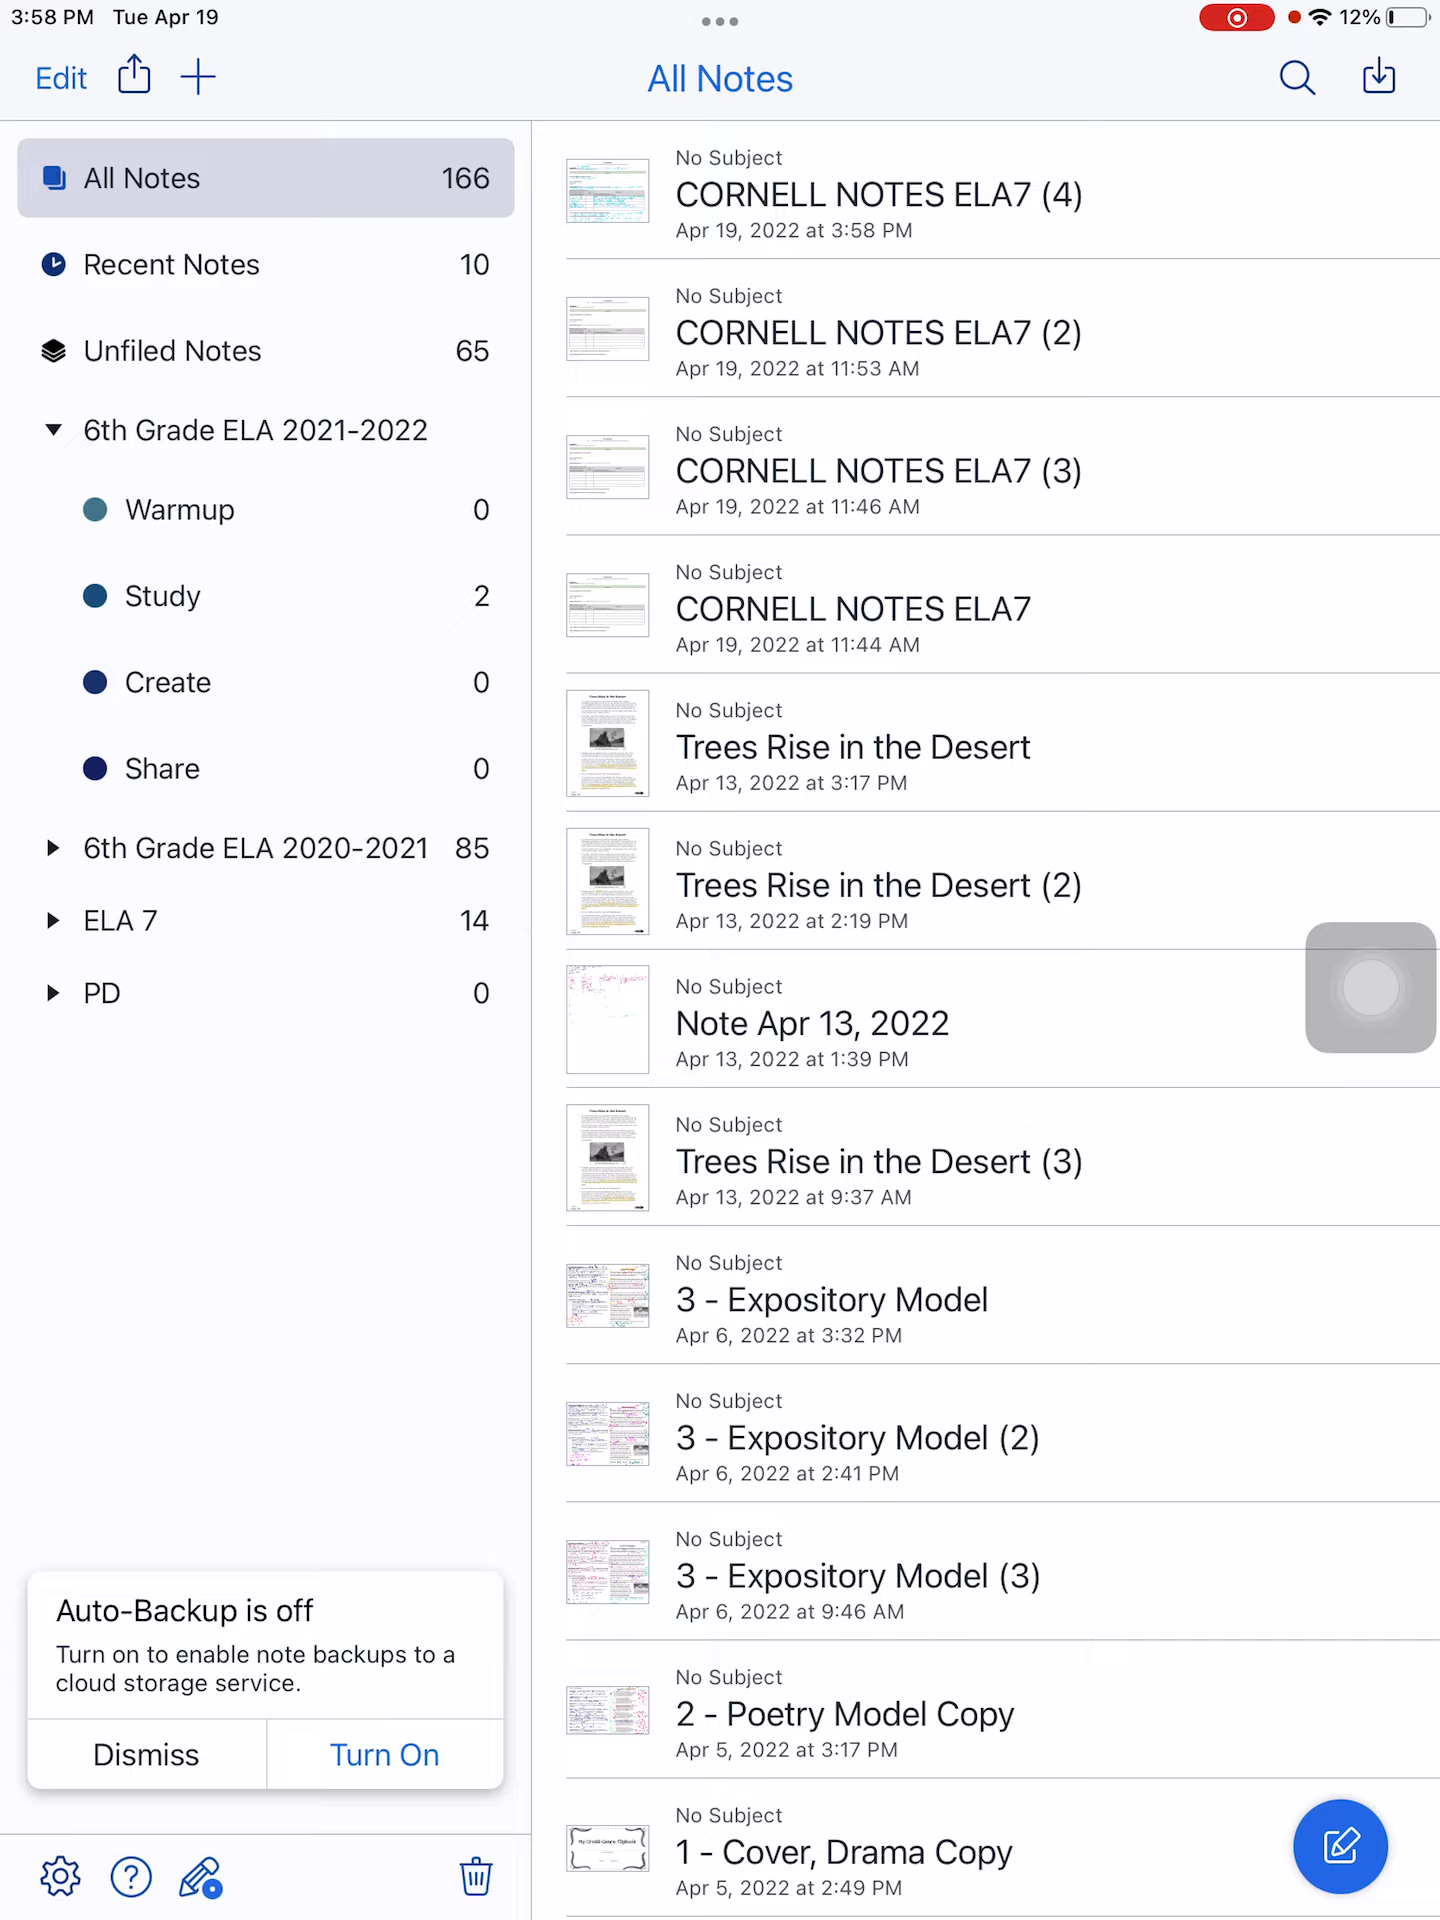 3:58 PM Tue Apr 19
12%
Edit
All Notes
All Notes 166
Recent Notes 10
Unfiled Notes 65
6th Grade ELA 2021-2022
Warmup 0
Study 2
Create 0
Share 0
6th Grade ELA 2020-2021 85
ELA 7 14
PD 0
Auto-Backup is off
Turn on to enable note backups to a
cloud storage service.
Dismiss Turn On
No Subject
CORNELL NOTES ELA7 (4)
Apr 19, 2022 at 3:58 PM
No Subject
CORNELL NOTES ELA7 (2)
Apr 19, 2022 at 11:53 AM
No Subject
CORNELL NOTES ELA7 (3)
Apr 19, 2022 at 11:46 AM
No Subject
CORNELL NOTES ELA7
Apr 19, 2022 at 11:44 AM
No Subject
Trees Rise in the Desert
Apr 13, 2022 at 3:17 PM
No Subject
Trees Rise in the Desert (2)
Apr 13, 2022 at 2:19 PM
No Subject
Note Apr 13, 2022
Apr 13, 2022 at 1:39 PM
No Subject
Trees Rise in the Desert (3)
Apr 13, 2022 at 9:37 AM
No Subject
3 - Expository Model
Apr 6, 2022 at 3:32 PM
No Subject
3 - Expository Model (2)
Apr 6, 2022 at 2:41 PM
No Subject
3 - Expository Model (3)
Apr 6, 2022 at 9:46 AM
No Subject
2 - Poetry Model Copy
Apr 5, 2022 at 3:17 PM
No Subject
1 - Cover, Drama Copy
Apr 5, 2022 at 2:49 PM